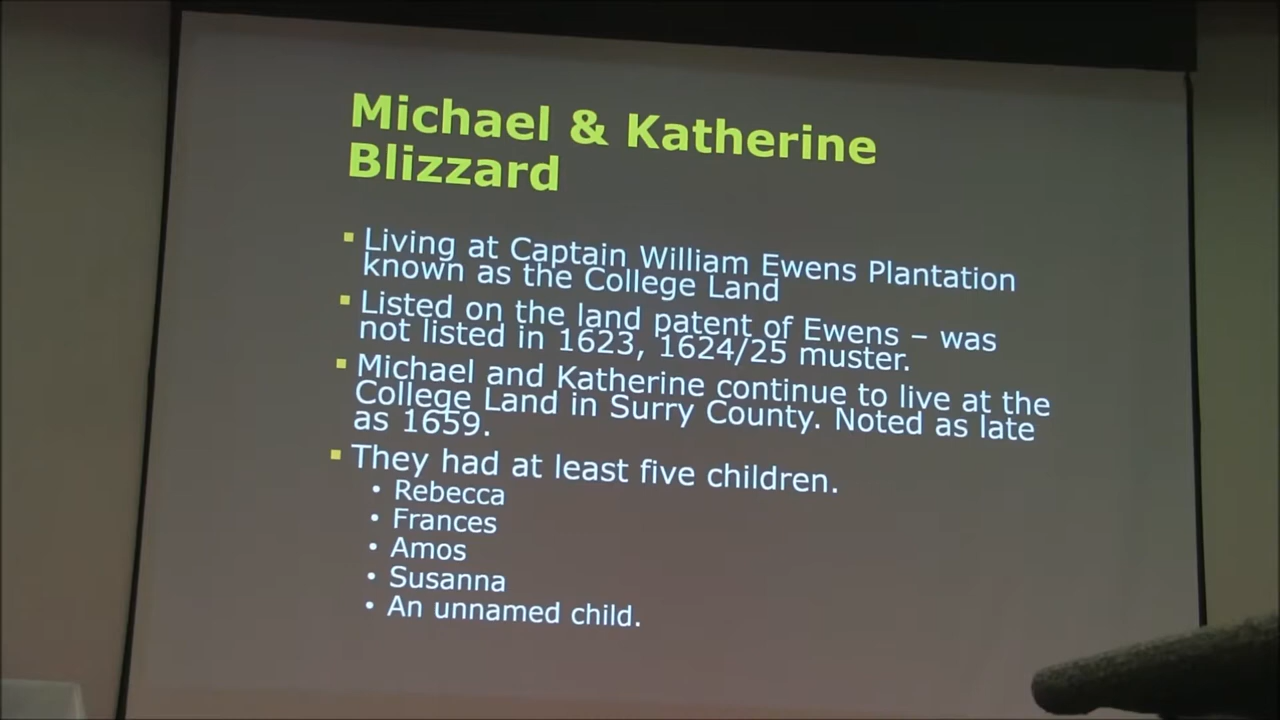 Michael & Katherine
Blizzard
▪ Living at Captain William Ewens Plantation
known as the College Land
▪ Listed on the land patent of Ewens – was
not listed in 1623, 1624/25 muster.
▪ Michael and Katherine continue to live at the
College Land in Surry County. Noted as late
as 1659.
▪ They had at least five children.
• Rebecca
• Frances
• Amos
• Susanna
• An unnamed child.